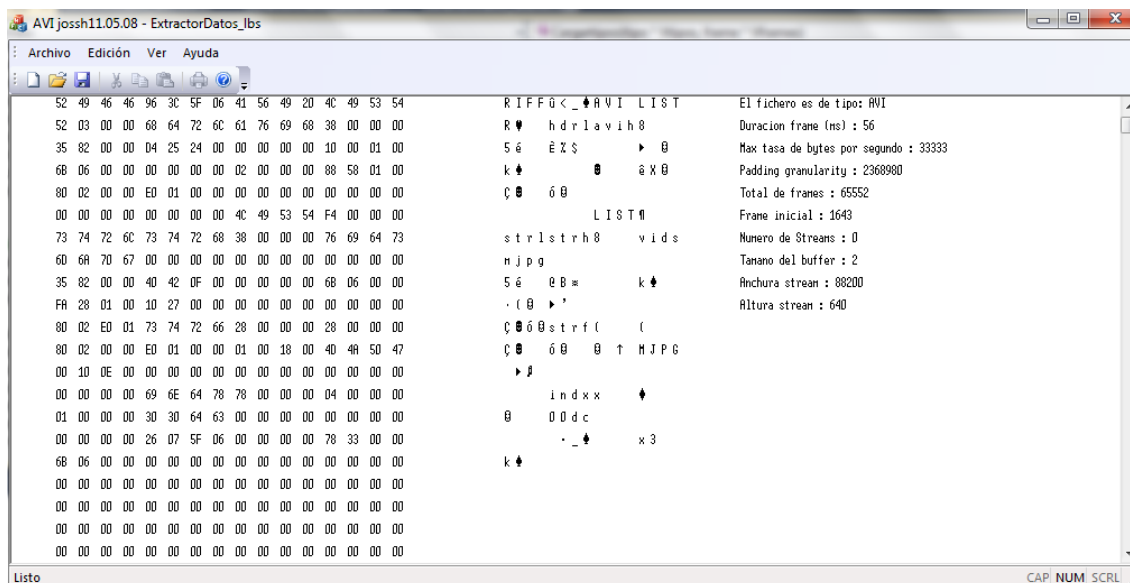 AVI jossh11.05.08 - ExtractorDatos_lbs
Archivo Edición Ver Ayuda
52 49 46 46 96 3C 5F 06 41 56 49 20 4C 49 53 54 R I F F û < _ ♠ A V I L I S T El fichero es de tipo: AVI
52 03 00 00 68 64 72 6C 61 76 69 68 38 00 00 00 R ♥ h d r l a v i h 8 Duracion frame (ms) : 56
35 82 00 00 D4 25 24 00 00 00 00 00 10 00 01 00 5 é È % $ ► ☺ Max tasa de bytes por segundo : 33333
6B 06 00 00 00 00 00 00 02 00 00 00 88 58 01 00 k ♠ ☻ ê X ☺ Padding granularity : 2368980
80 02 00 00 E0 01 00 00 00 00 00 00 00 00 00 00 Ç ☻ ó ☺ Total de frames : 65552
00 00 00 00 00 00 00 00 4C 49 53 54 F4 00 00 00 L I S T ¶ Frame inicial : 1643
73 74 72 6C 73 74 72 68 38 00 00 00 76 69 64 73 s t r l s t r h 8 v i d s Numero de Streams : 0
6D 6A 70 67 00 00 00 00 00 00 00 00 00 00 00 00 m j p g Tamano del buffer : 2
35 82 00 00 40 42 0F 00 00 00 00 00 6B 06 00 00 5 é @ B ¤ k ♠ Anchura stream : 88200
FA 28 01 00 10 27 00 00 00 00 00 00 00 00 00 00 · ( ☺ ► ' Altura stream : 640
80 02 E0 01 73 74 72 66 28 00 00 00 28 00 00 00 Ç ☻ ó ☺ s t r f ( (
80 02 00 00 E0 01 00 00 01 00 18 00 4D 4A 50 47 Ç ☻ ó ☺ ☺ ↑ M J P G
00 10 0E 00 00 00 00 00 00 00 00 00 00 00 00 00 ► ♫
00 00 00 00 69 6E 64 78 78 00 00 00 04 00 00 00 i n d x x ♦
01 00 00 00 30 30 64 63 00 00 00 00 00 00 00 00 ☺ 0 0 d c
00 00 00 00 26 07 5F 06 00 00 00 00 78 33 00 00 · _ ♠ x 3
6B 06 00 00 00 00 00 00 00 00 00 00 00 00 00 00 k ♠
00 00 00 00 00 00 00 00 00 00 00 00 00 00 00 00
00 00 00 00 00 00 00 00 00 00 00 00 00 00 00 00
00 00 00 00 00 00 00 00 00 00 00 00 00 00 00 00
00 00 00 00 00 00 00 00 00 00 00 00 00 00 00 00
Listo CAP NUM SCRL